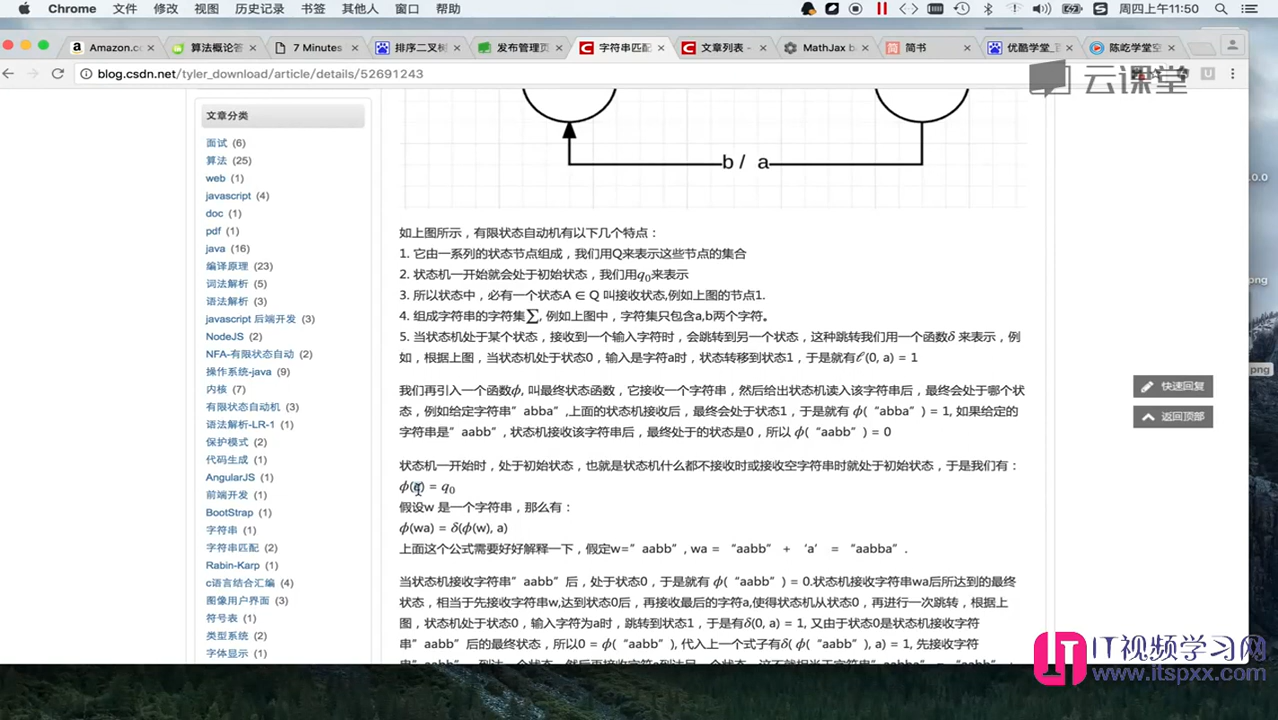 Chrome 文件 修改 视图 历史记录 书签 其他人 窗口 帮助 周四上午11:50
Amazon.c 算法概论答 7 Minutes 排序二叉树 发布管理页 字符串匹配 文章列表 - MathJax b 简书 优酷学堂_百 陈屹学堂空
blog.csdn.net/tyler_download/article/details/52691243
云课堂
文章分类
面试 (6)
算法 (25)
web (1)
javascript (4)
doc (1)
pdf (1)
java (16)
编译原理 (23)
词法解析 (5)
语法解析 (3)
javascript 后端开发 (3)
NodeJS (2)
NFA-有限状态自动 (2)
操作系统-java (9)
内核 (7)
有限状态自动机 (3)
语法解析-LR-1 (1)
保护模式 (2)
代码生成 (1)
AngularJS (1)
前端开发 (1)
BootStrap (1)
字符串 (1)
字符串匹配 (2)
Rabin-Karp (1)
c语言结合汇编 (4)
图像用户界面 (3)
符号表 (1)
类型系统 (2)
字体显示 (1)
b / a
如上图所示，有限状态自动机有以下几个特点：
1. 它由一系列的状态节点组成，我们用Q来表示这些节点的集合
2. 状态机一开始就会处于初始状态，我们用q0来表示
3. 所以状态中，必有一个状态A ∈ Q 叫接收状态,例如上图的节点1.
4. 组成字符串的字符集∑, 例如上图中，字符集只包含a,b两个字符。
5. 当状态机处于某个状态，接收到一个输入字符时，会跳转到另一个状态，这种跳转我们用一个函数δ 来表示，例
如，根据上图，当状态机处于状态0，输入是字符a时，状态转移到状态1，于是就有ℓ(0, a) = 1
我们再引入一个函数ϕ, 叫最终状态函数，它接收一个字符串，然后给出状态机读入该字符串后，最终会处于哪个状
态，例如给定字符串”abba”,上面的状态机接收后，最终会处于状态1，于是就有 ϕ(“abba”) = 1, 如果给定的
字符串是”aabb”, 状态机接收该字符串后，最终处于的状态是0，所以 ϕ(“aabb”) = 0
状态机一开始时，处于初始状态，也就是状态机什么都不接收时或接收空字符串时就处于初始状态，于是我们有：
= q0
假设w 是一个字符串，那么有：
ϕ(wa) = δ(ϕ(w), a)
上面这个公式需要好好解释一下，假定w=”aabb”, wa = “aabb” + ‘a’ = “aabba”.
当状态机接收字符串”aabb”后，处于状态0，于是就有 ϕ(“aabb”) = 0.状态机接收字符串wa后所达到的最终
状态，相当于先接收字符串w,达到状态0后，再接收最后的字符a,使得状态机从状态0，再进行一次跳转，根据上
图，状态机处于状态0，输入字符为a时，跳转到状态1，于是有δ(0, a) = 1, 又由于状态0是状态机接收字符
串”aabb”后的最终状态，所以0 = ϕ(“aabb”), 代入上一个式子有δ( ϕ(“aabb”), a) = 1, 先接收字符
快速回复
返回顶部
.0.0
png
png
IT视频学习网
www.itspxx.com